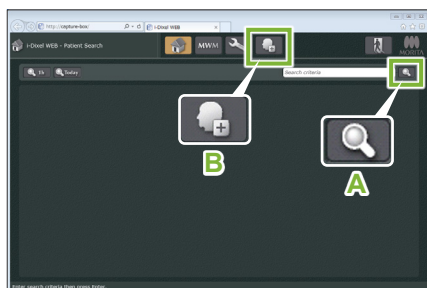 http://capture-box/
i-Dixel WEB
i-Dixel WEB - Patient Search
MWM
MORITA
1h
Today
Search criteria
B
A
Enter search criteria then press Enter.